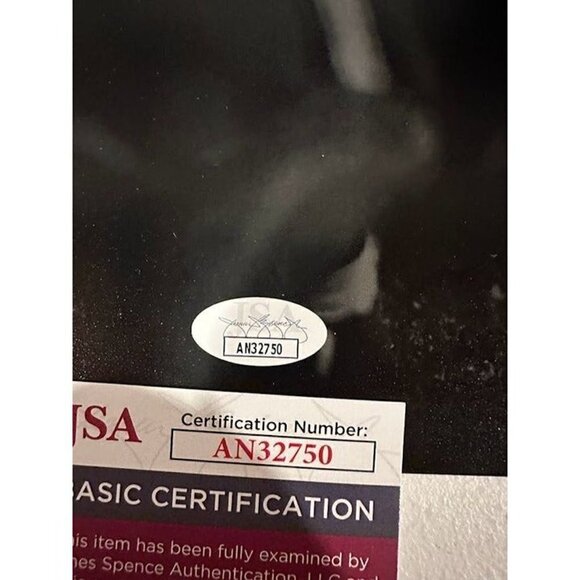 JSA
AN32750
JSA
Certification Number:
AN32750
BASIC CERTIFICATION
his item has been fully examined by
mes Spence Authentication, LLC and